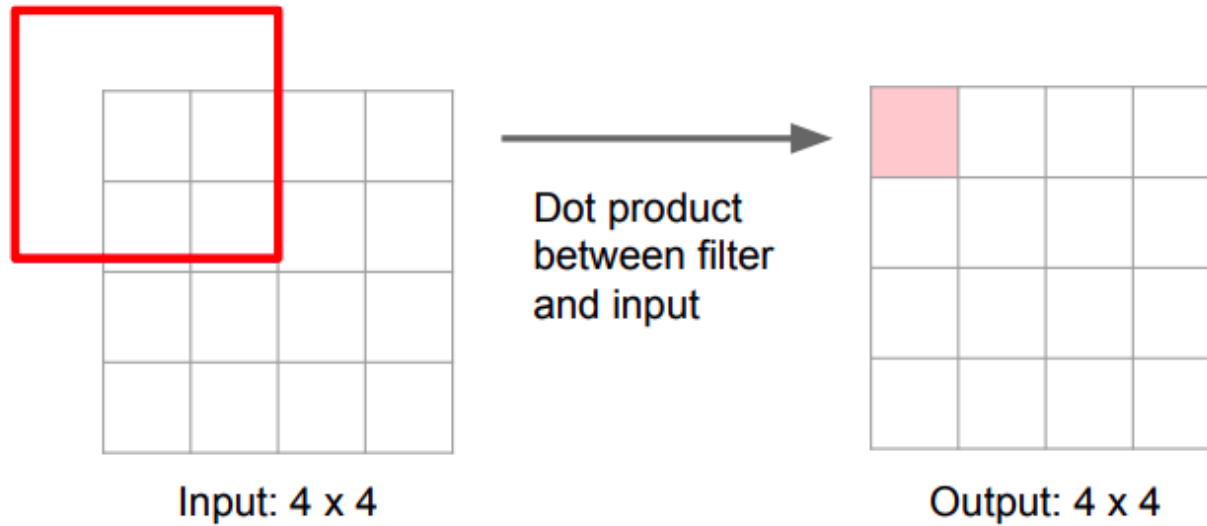 Dot product
between filter
and input
Input: 4 x 4
Output: 4 x 4